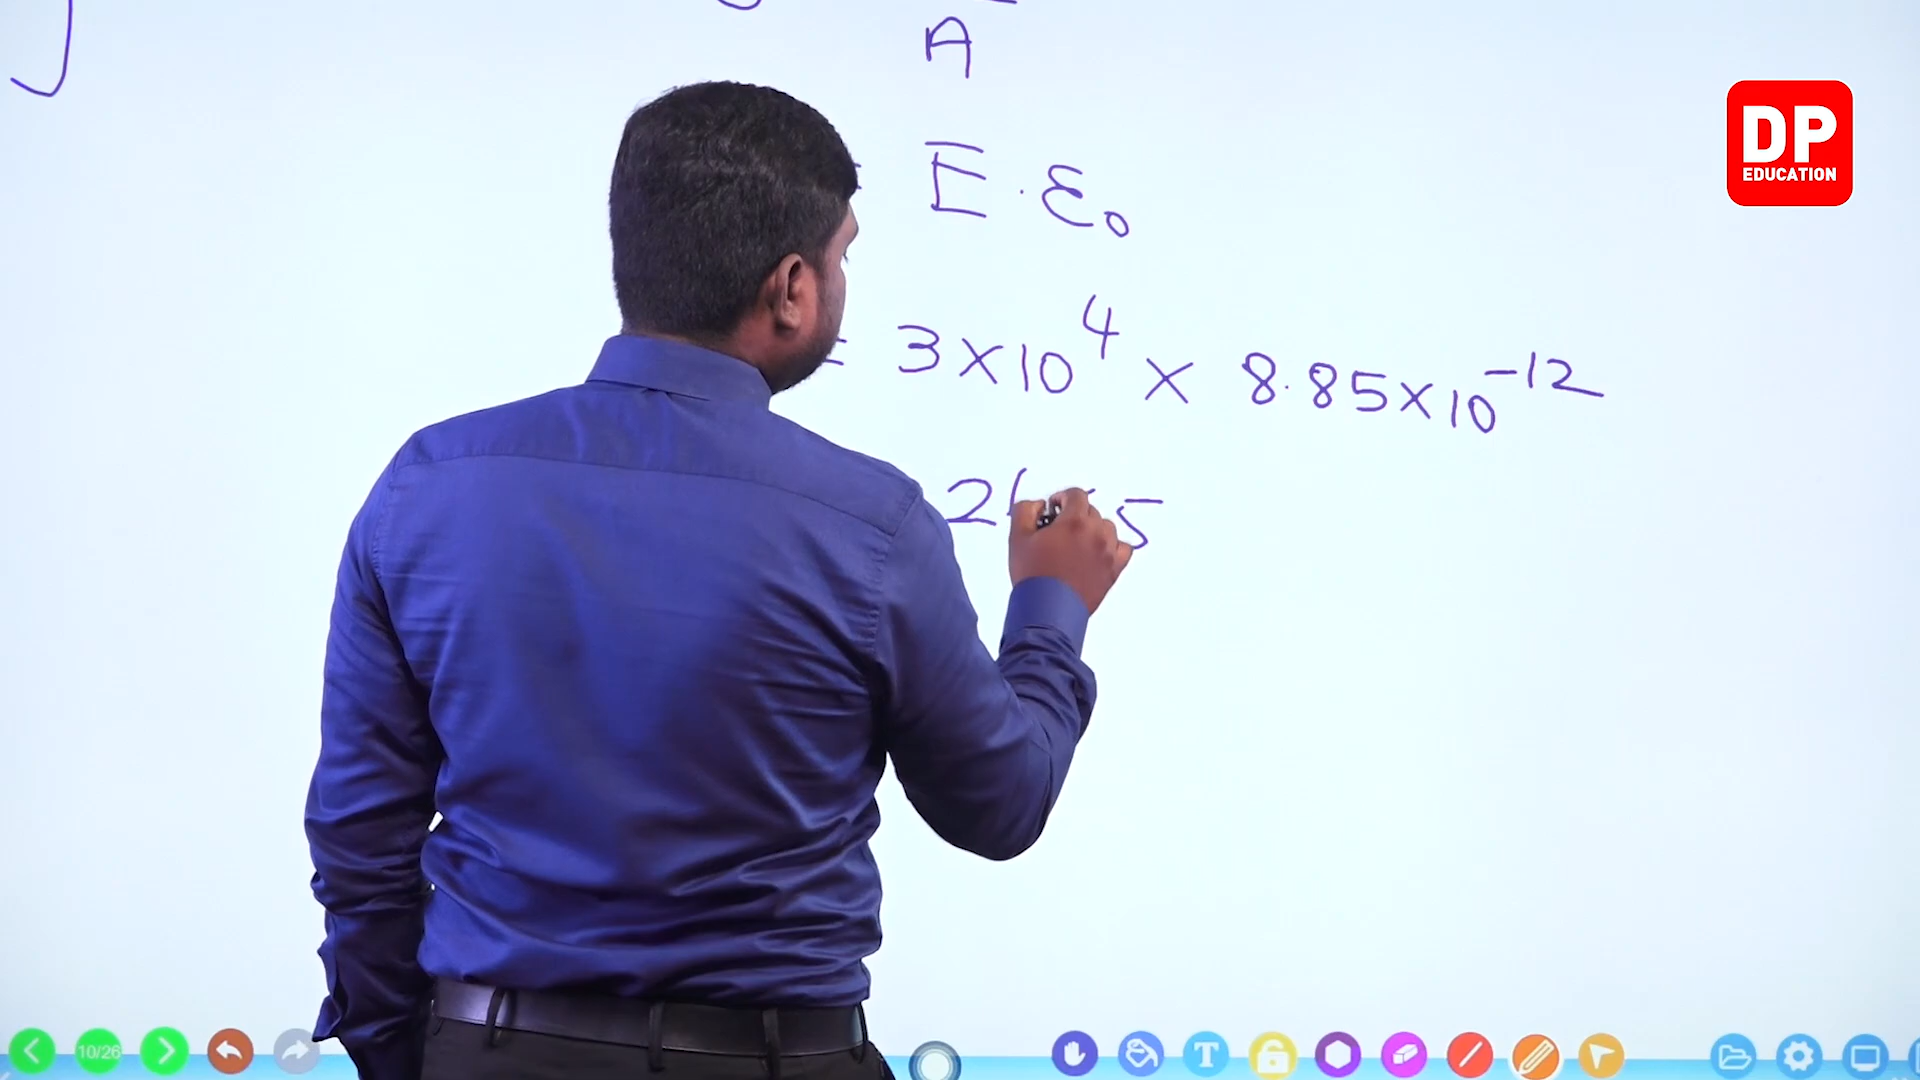 A
DP
EDUCATION
E · ε₀
= 3 × 10⁴ × 8.85 × 10⁻¹²
10/26
T